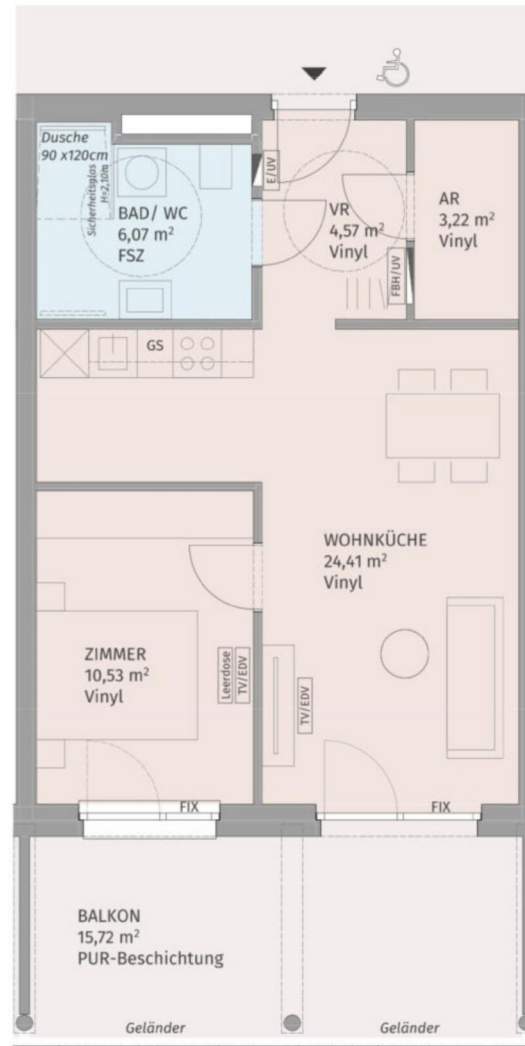 Dusche
90 x120cm
Sicherheitsglas
H=2,10m
BAD/ WC
6,07 m²
FSZ
E/UV
VR
4,57 m²
Vinyl
AR
3,22 m²
Vinyl
FBH/UV
GS
WOHNKÜCHE
24,41 m²
Vinyl
ZIMMER
10,53 m²
Vinyl
Leerdose
TV/EDV
TV/EDV
FIX
FIX
BALKON
15,72 m²
PUR-Beschichtung
Geländer
Geländer